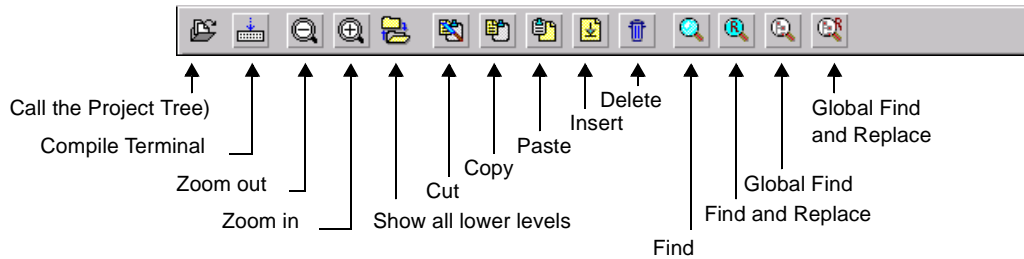 Call the Project Tree)
Compile Terminal
Zoom out
Zoom in
Show all lower levels
Cut
Copy
Paste
Insert
Delete
Find
Find and Replace
Global Find
Global Find
and Replace
R
R